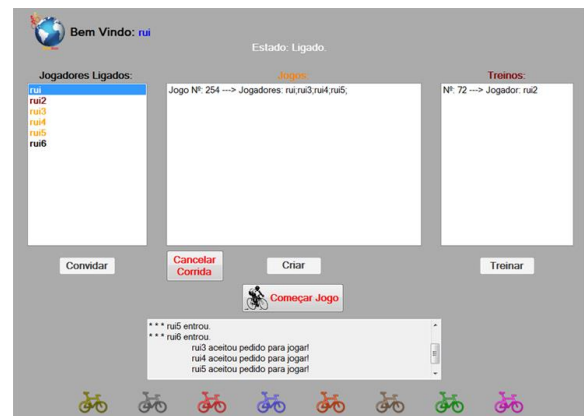 Bem Vindo: rui
Estado: Ligado.
Jogadores Ligados:
rui
rui2
rui3
rui4
rui5
rui6
Jogos:
Jogo Nº: 254 ---> Jogadores: rui;rui3;rui4;rui5;
Treinos:
Nº: 72 ---> Jogador: rui2
Convidar
Cancelar
Corrida
Criar
Treinar
Começar Jogo
* * * rui5 entrou.
* * * rui6 entrou.
rui3 aceitou pedido para jogar!
rui4 aceitou pedido para jogar!
rui5 aceitou pedido para jogar!